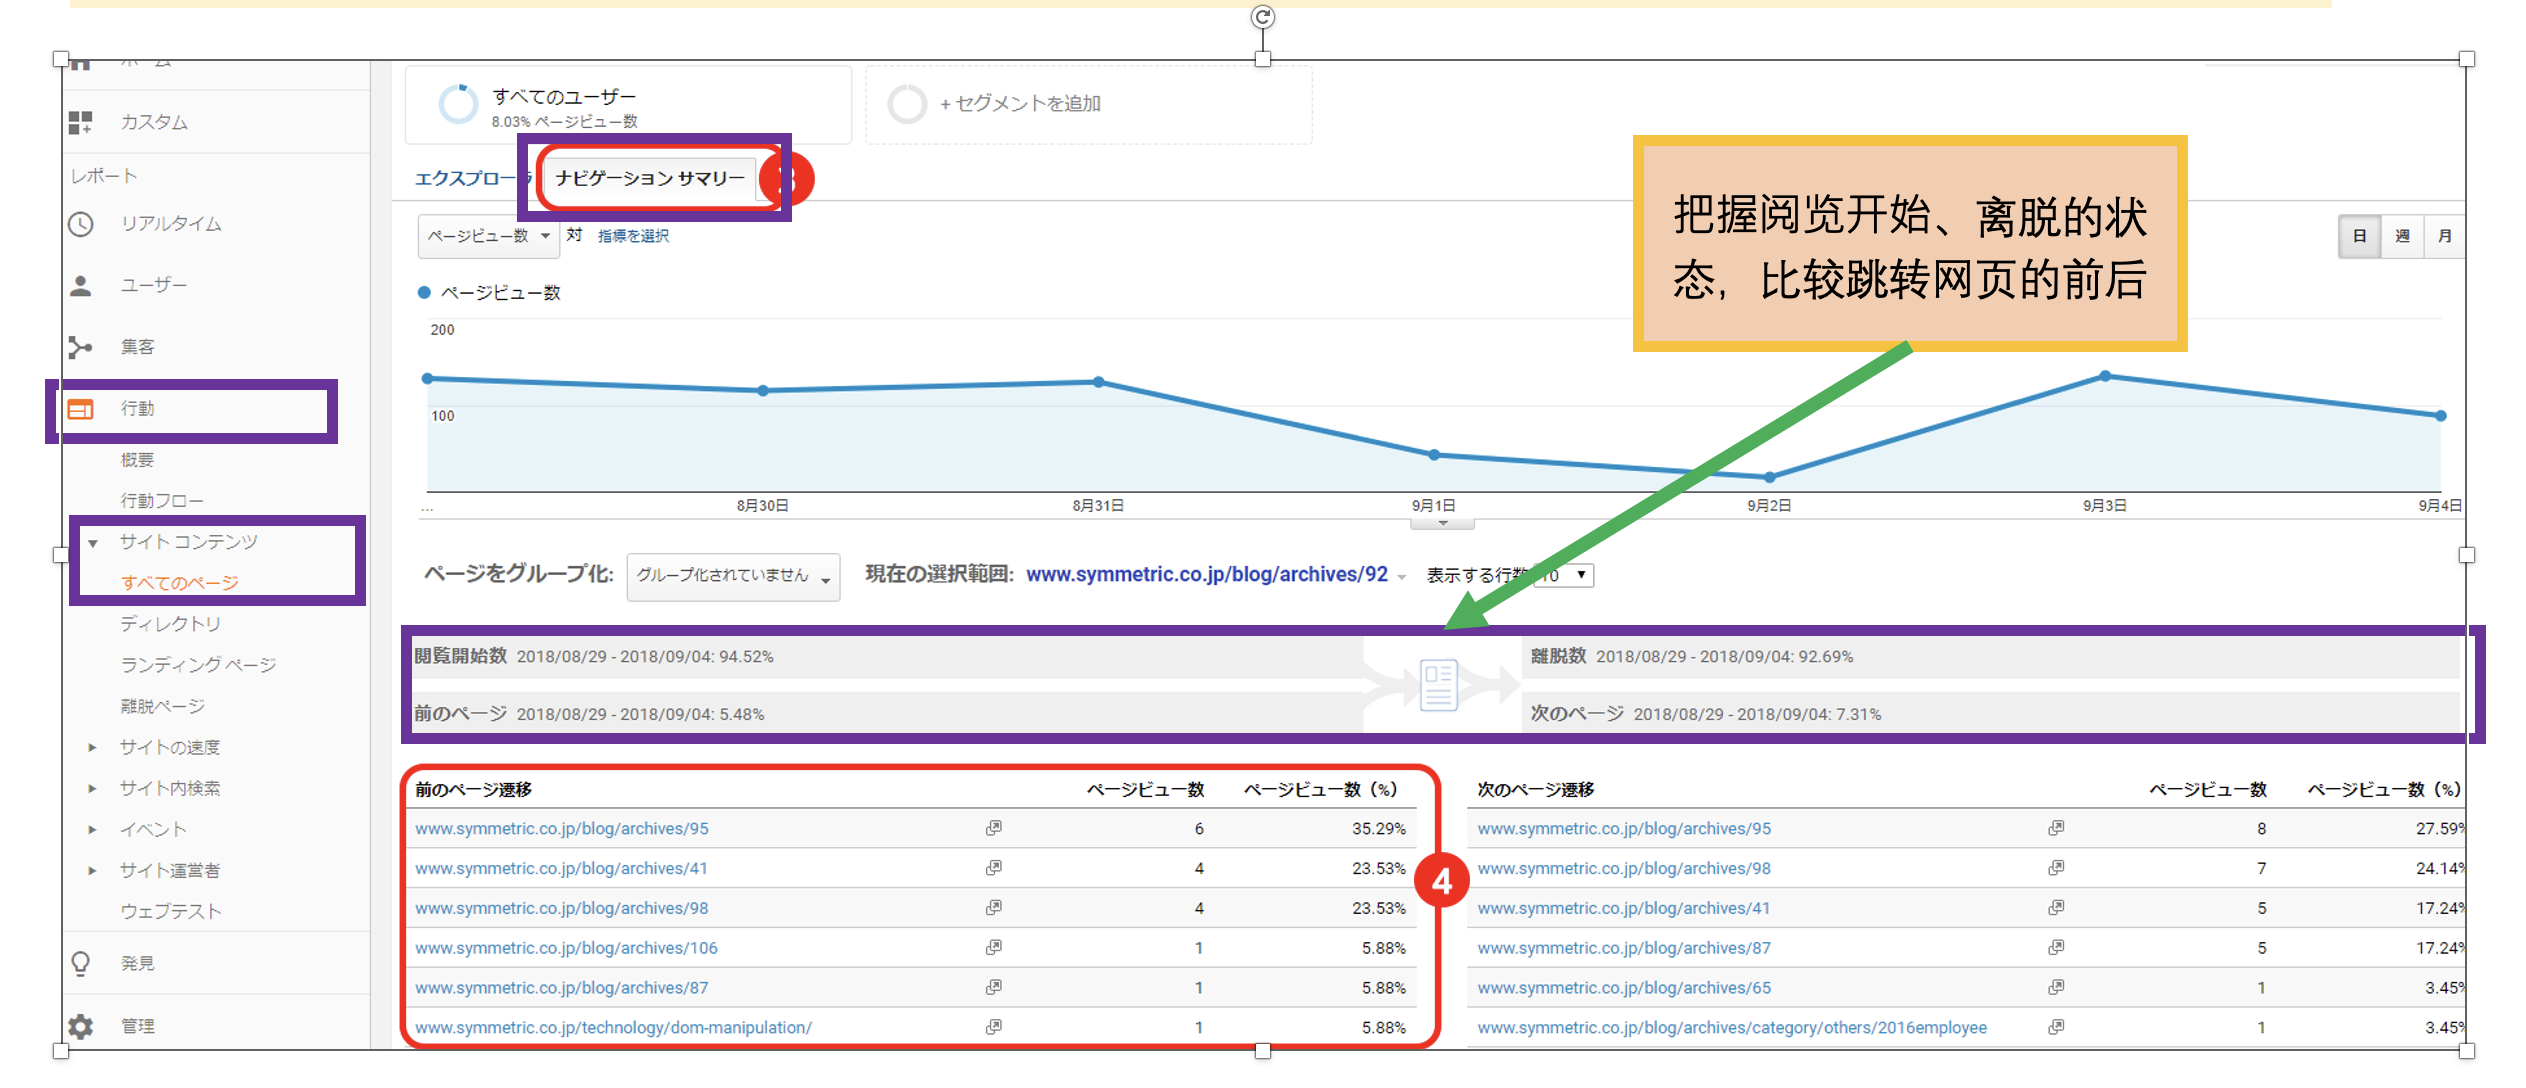 ホーム
カスタム
レポート
リアルタイム
ユーザー
集客
行動
概要
行動フロー
サイト コンテンツ
すべてのページ
ディレクトリ
ランディング ページ
離脱ページ
サイトの速度
サイト内検索
イベント
サイト運営者
ウェブテスト
発見
管理
すべてのユーザー
8.03% ページビュー数
+ セグメントを追加
エクスプローラ
ナビゲーション サマリー
ページビュー数 対 指標を選択
日 週 月
ページビュー数
200
100
... 8月30日 8月31日 9月1日 9月2日 9月3日 9月4日
把握阅览开始、离脱的状
态，比较跳转网页的前后
ページをグループ化: グループ化されていません 現在の選択範囲: www.symmetric.co.jp/blog/archives/92 表示する行数 10
閲覧開始数 2018/08/29 - 2018/09/04: 94.52%
離脱数 2018/08/29 - 2018/09/04: 92.69%
前のページ 2018/08/29 - 2018/09/04: 5.48%
次のページ 2018/08/29 - 2018/09/04: 7.31%
前のページ遷移 ページビュー数 ページビュー数（%）
www.symmetric.co.jp/blog/archives/95 6 35.29%
www.symmetric.co.jp/blog/archives/41 4 23.53%
www.symmetric.co.jp/blog/archives/98 4 23.53%
www.symmetric.co.jp/blog/archives/106 1 5.88%
www.symmetric.co.jp/blog/archives/87 1 5.88%
www.symmetric.co.jp/technology/dom-manipulation/ 1 5.88%
4
次のページ遷移 ページビュー数 ページビュー数（%）
www.symmetric.co.jp/blog/archives/95 8 27.59%
www.symmetric.co.jp/blog/archives/98 7 24.14%
www.symmetric.co.jp/blog/archives/41 5 17.24%
www.symmetric.co.jp/blog/archives/87 5 17.24%
www.symmetric.co.jp/blog/archives/65 1 3.45%
www.symmetric.co.jp/blog/archives/category/others/2016employee 1 3.45%